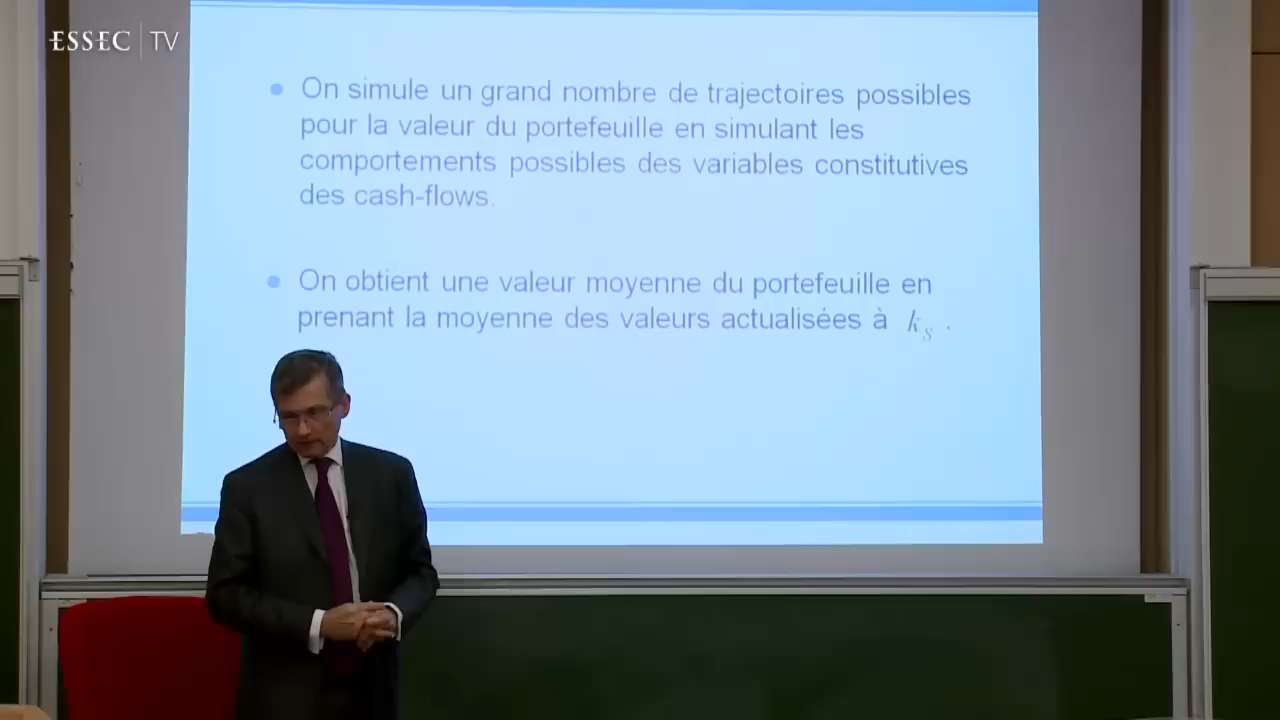 ESSEC TV
• On simule un grand nombre de trajectoires possibles
pour la valeur du portefeuille en simulant les
comportements possibles des variables constitutives
des cash-flows.
• On obtient une valeur moyenne du portefeuille en
prenant la moyenne des valeurs actualisées à k_S .